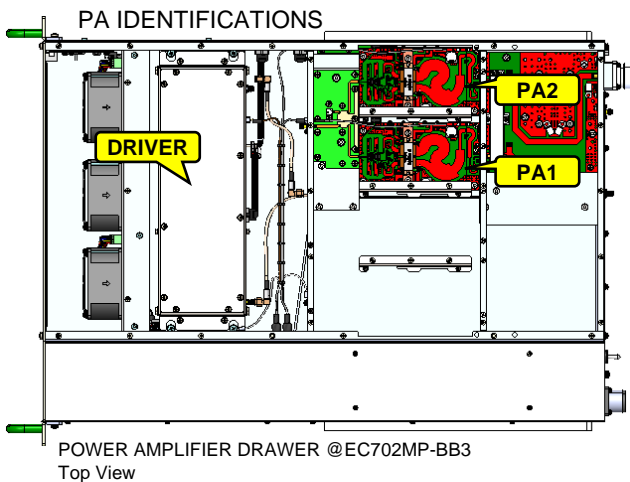 PA IDENTIFICATIONS
PA2
DRIVER
PA1
POWER AMPLIFIER DRAWER @EC702MP-BB3
Top View